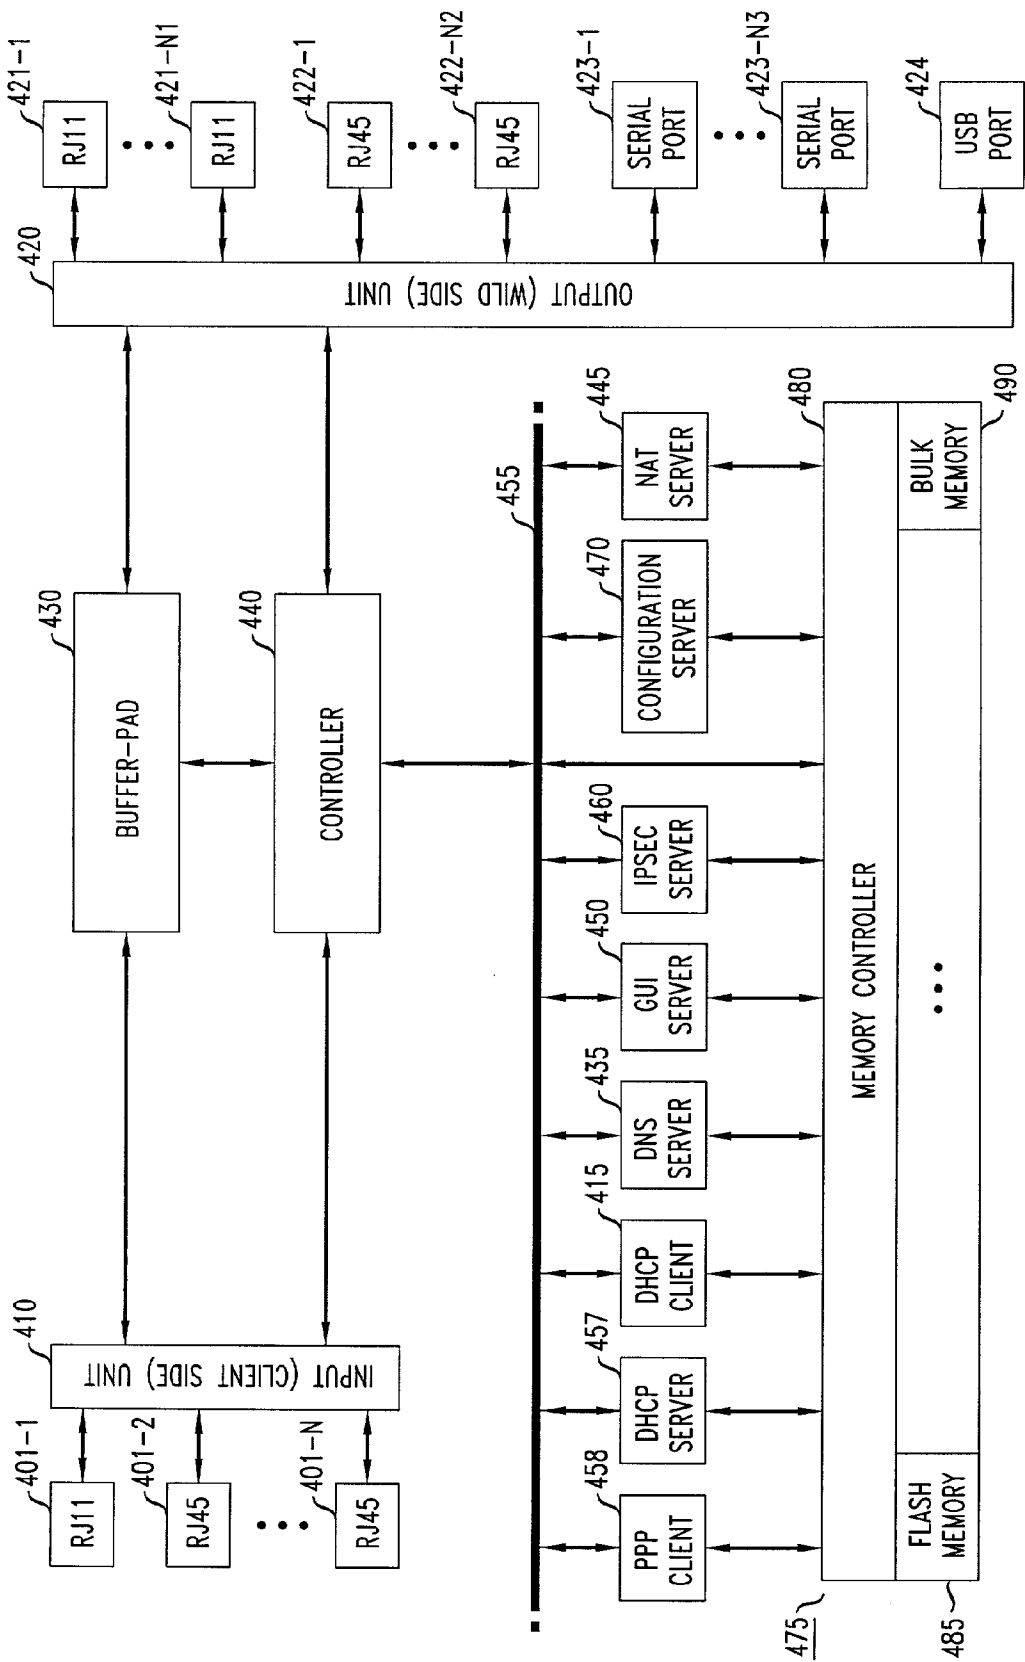 401-1
RJ11
401-2
RJ45
401-N
RJ45
410
INPUT (CLIENT SIDE) UNIT
430
BUFFER-PAD
440
CONTROLLER
420
OUTPUT (WILD SIDE) UNIT
421-1
RJ11
421-N1
RJ11
422-1
RJ45
422-N2
RJ45
423-1
SERIAL
PORT
423-N3
SERIAL
PORT
424
USB
PORT
455
458
PPP
CLIENT
457
DHCP
SERVER
415
DHCP
CLIENT
435
DNS
SERVER
450
GUI
SERVER
460
IPSEC
SERVER
470
CONFIGURATION
SERVER
445
NAT
SERVER
475
480
MEMORY CONTROLLER
485
FLASH
MEMORY
BULK
MEMORY
490